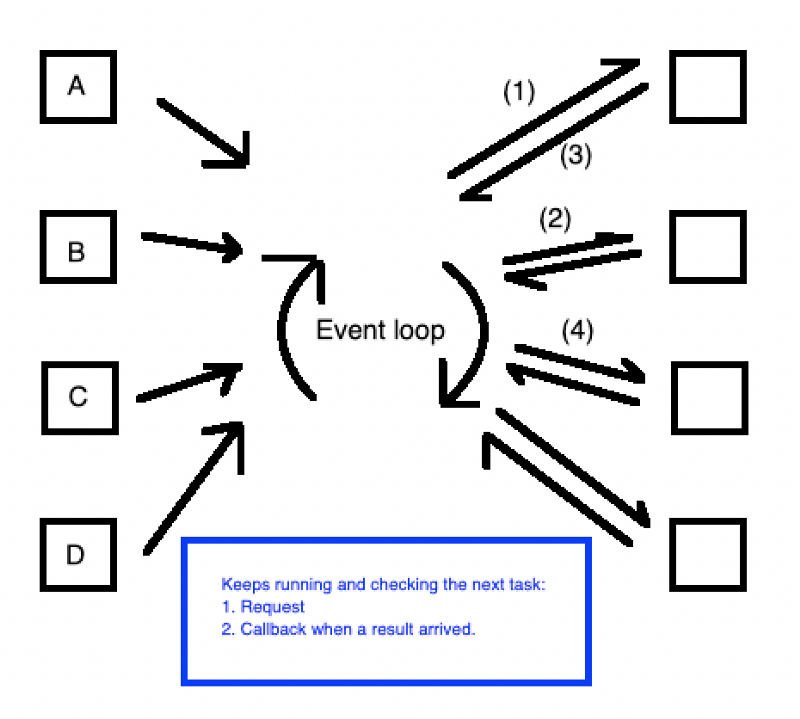 A
(1)
(3)
B
(2)
Event loop
(4)
C
D
Keeps running and checking the next task:
1. Request
2. Callback when a result arrived.